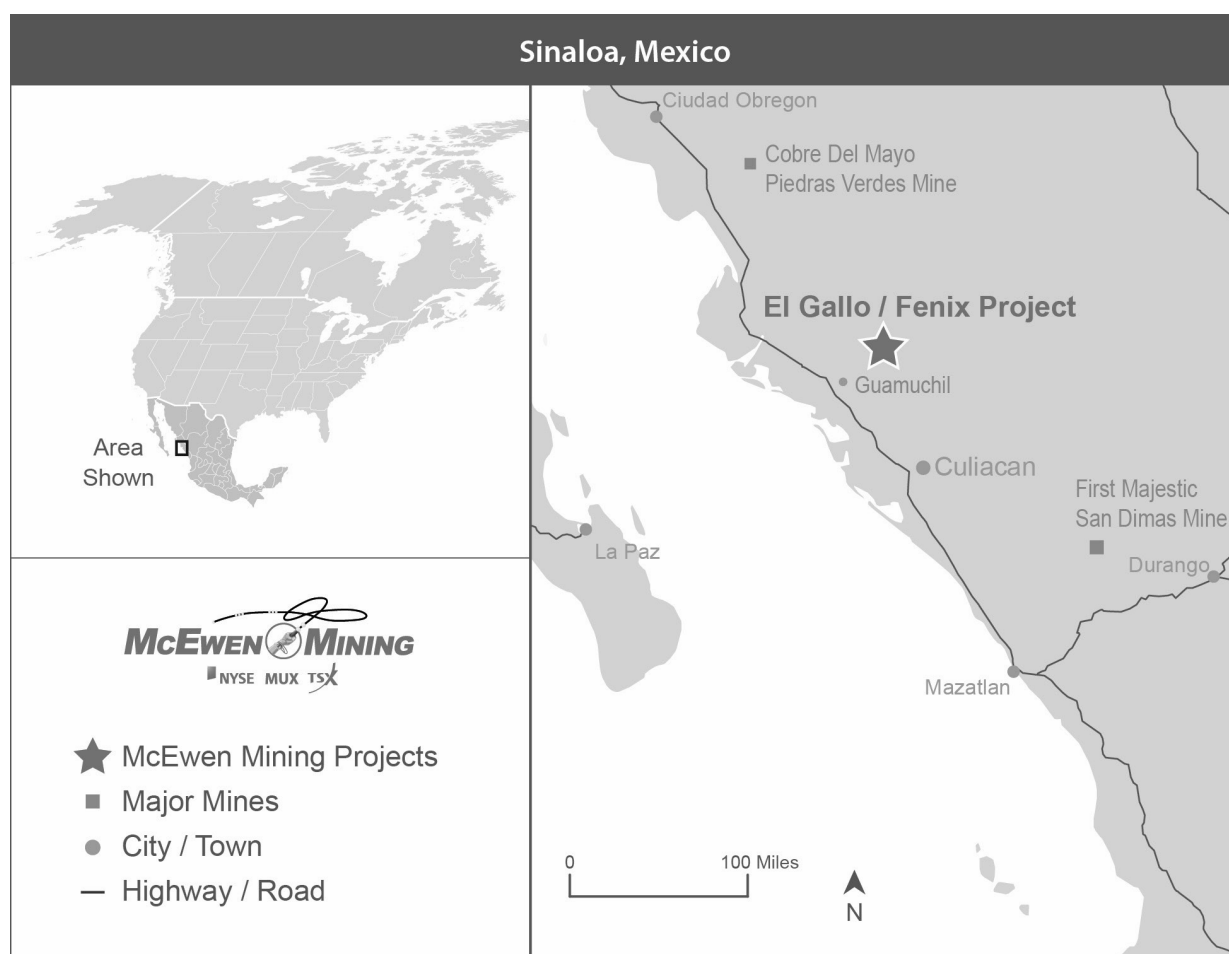 Sinaloa, Mexico
Area
Shown
McEwen Mining
NYSE MUX TSX
McEwen Mining Projects
Major Mines
City / Town
Highway / Road
Ciudad Obregon
Cobre Del Mayo
Piedras Verdes Mine
El Gallo / Fenix Project
Guamuchil
Culiacan
First Majestic
San Dimas Mine
La Paz
Durango
Mazatlan
0 100 Miles
N